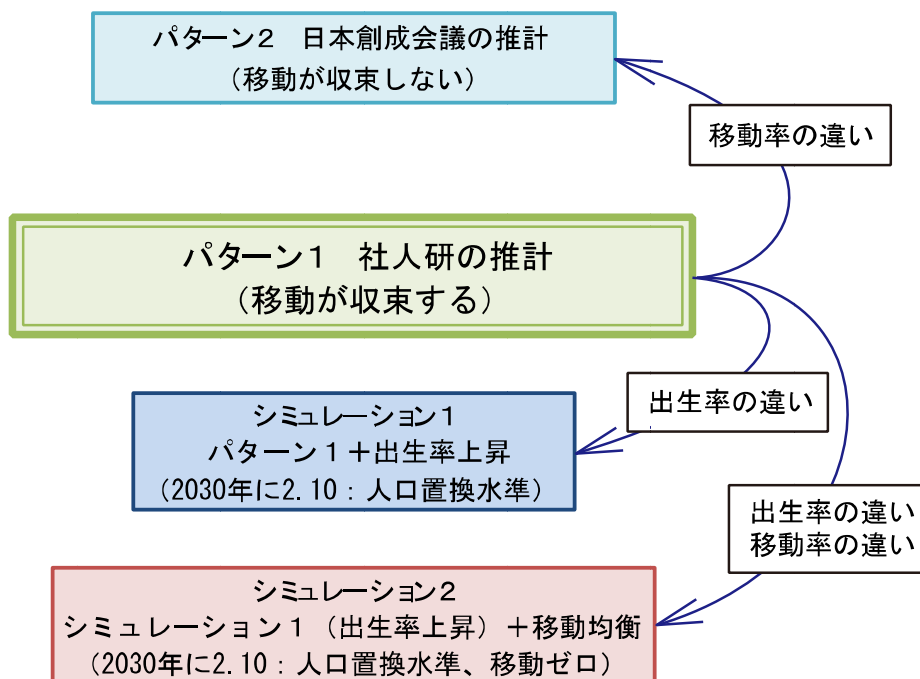 パターン２　日本創成会議の推計
（移動が収束しない）
移動率の違い
パターン１　社人研の推計
（移動が収束する）
出生率の違い
シミュレーション１
パターン１＋出生率上昇
（2030年に2.10：人口置換水準）
出生率の違い
移動率の違い
シミュレーション２
シミュレーション１（出生率上昇）＋移動均衡
（2030年に2.10：人口置換水準、移動ゼロ）